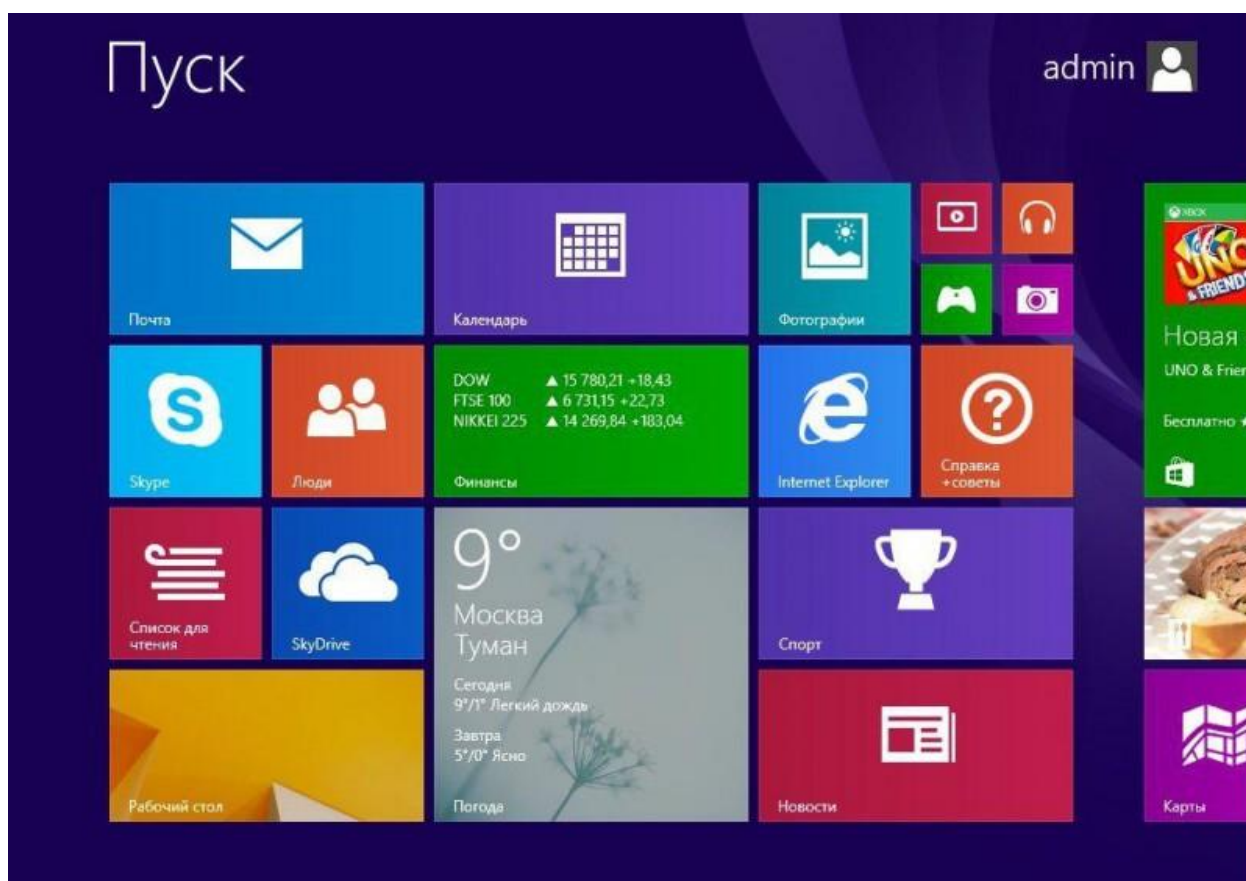 Пуск
admin
Почта
Календарь
Фотографии
XBOX
UNO
& FRIENDS
Новая
UNO & Frien
Бесплатно
Skype
Люди
DOW ▲ 15 780,21 +18,43
FTSE 100 ▲ 6 731,15 +22,73
NIKKEI 225 ▲ 14 269,84 +183,04
Финансы
Internet Explorer
Справка
+советы
Список для
чтения
SkyDrive
9°
Москва
Туман
Сегодня
9°/1° Легкий дождь
Завтра
5°/0° Ясно
Погода
Спорт
Рабочий стол
Новости
Карты